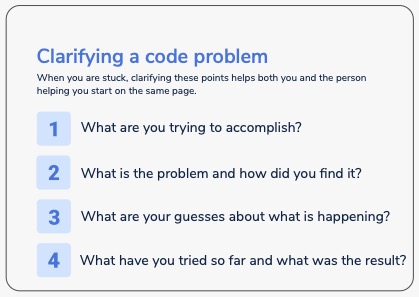 Clarifying a code problem
When you are stuck, clarifying these points helps both you and the person
helping you start on the same page.
1 What are you trying to accomplish?
2 What is the problem and how did you find it?
3 What are your guesses about what is happening?
4 What have you tried so far and what was the result?